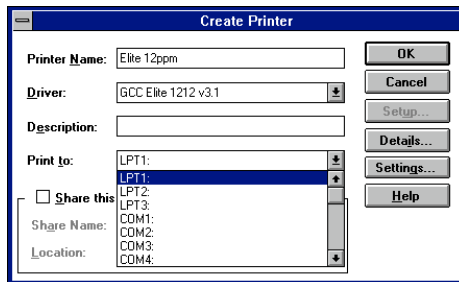 Create Printer
Printer Name: Elite 12ppm
OK
Driver: GCC Elite 1212 v3.1
Cancel
Setup...
Description:
Details...
Print to: LPT1:
Settings...
LPT1:
Share this
LPT2:
Help
LPT3:
Share Name:
COM1:
COM2:
COM3:
Location:
COM4: